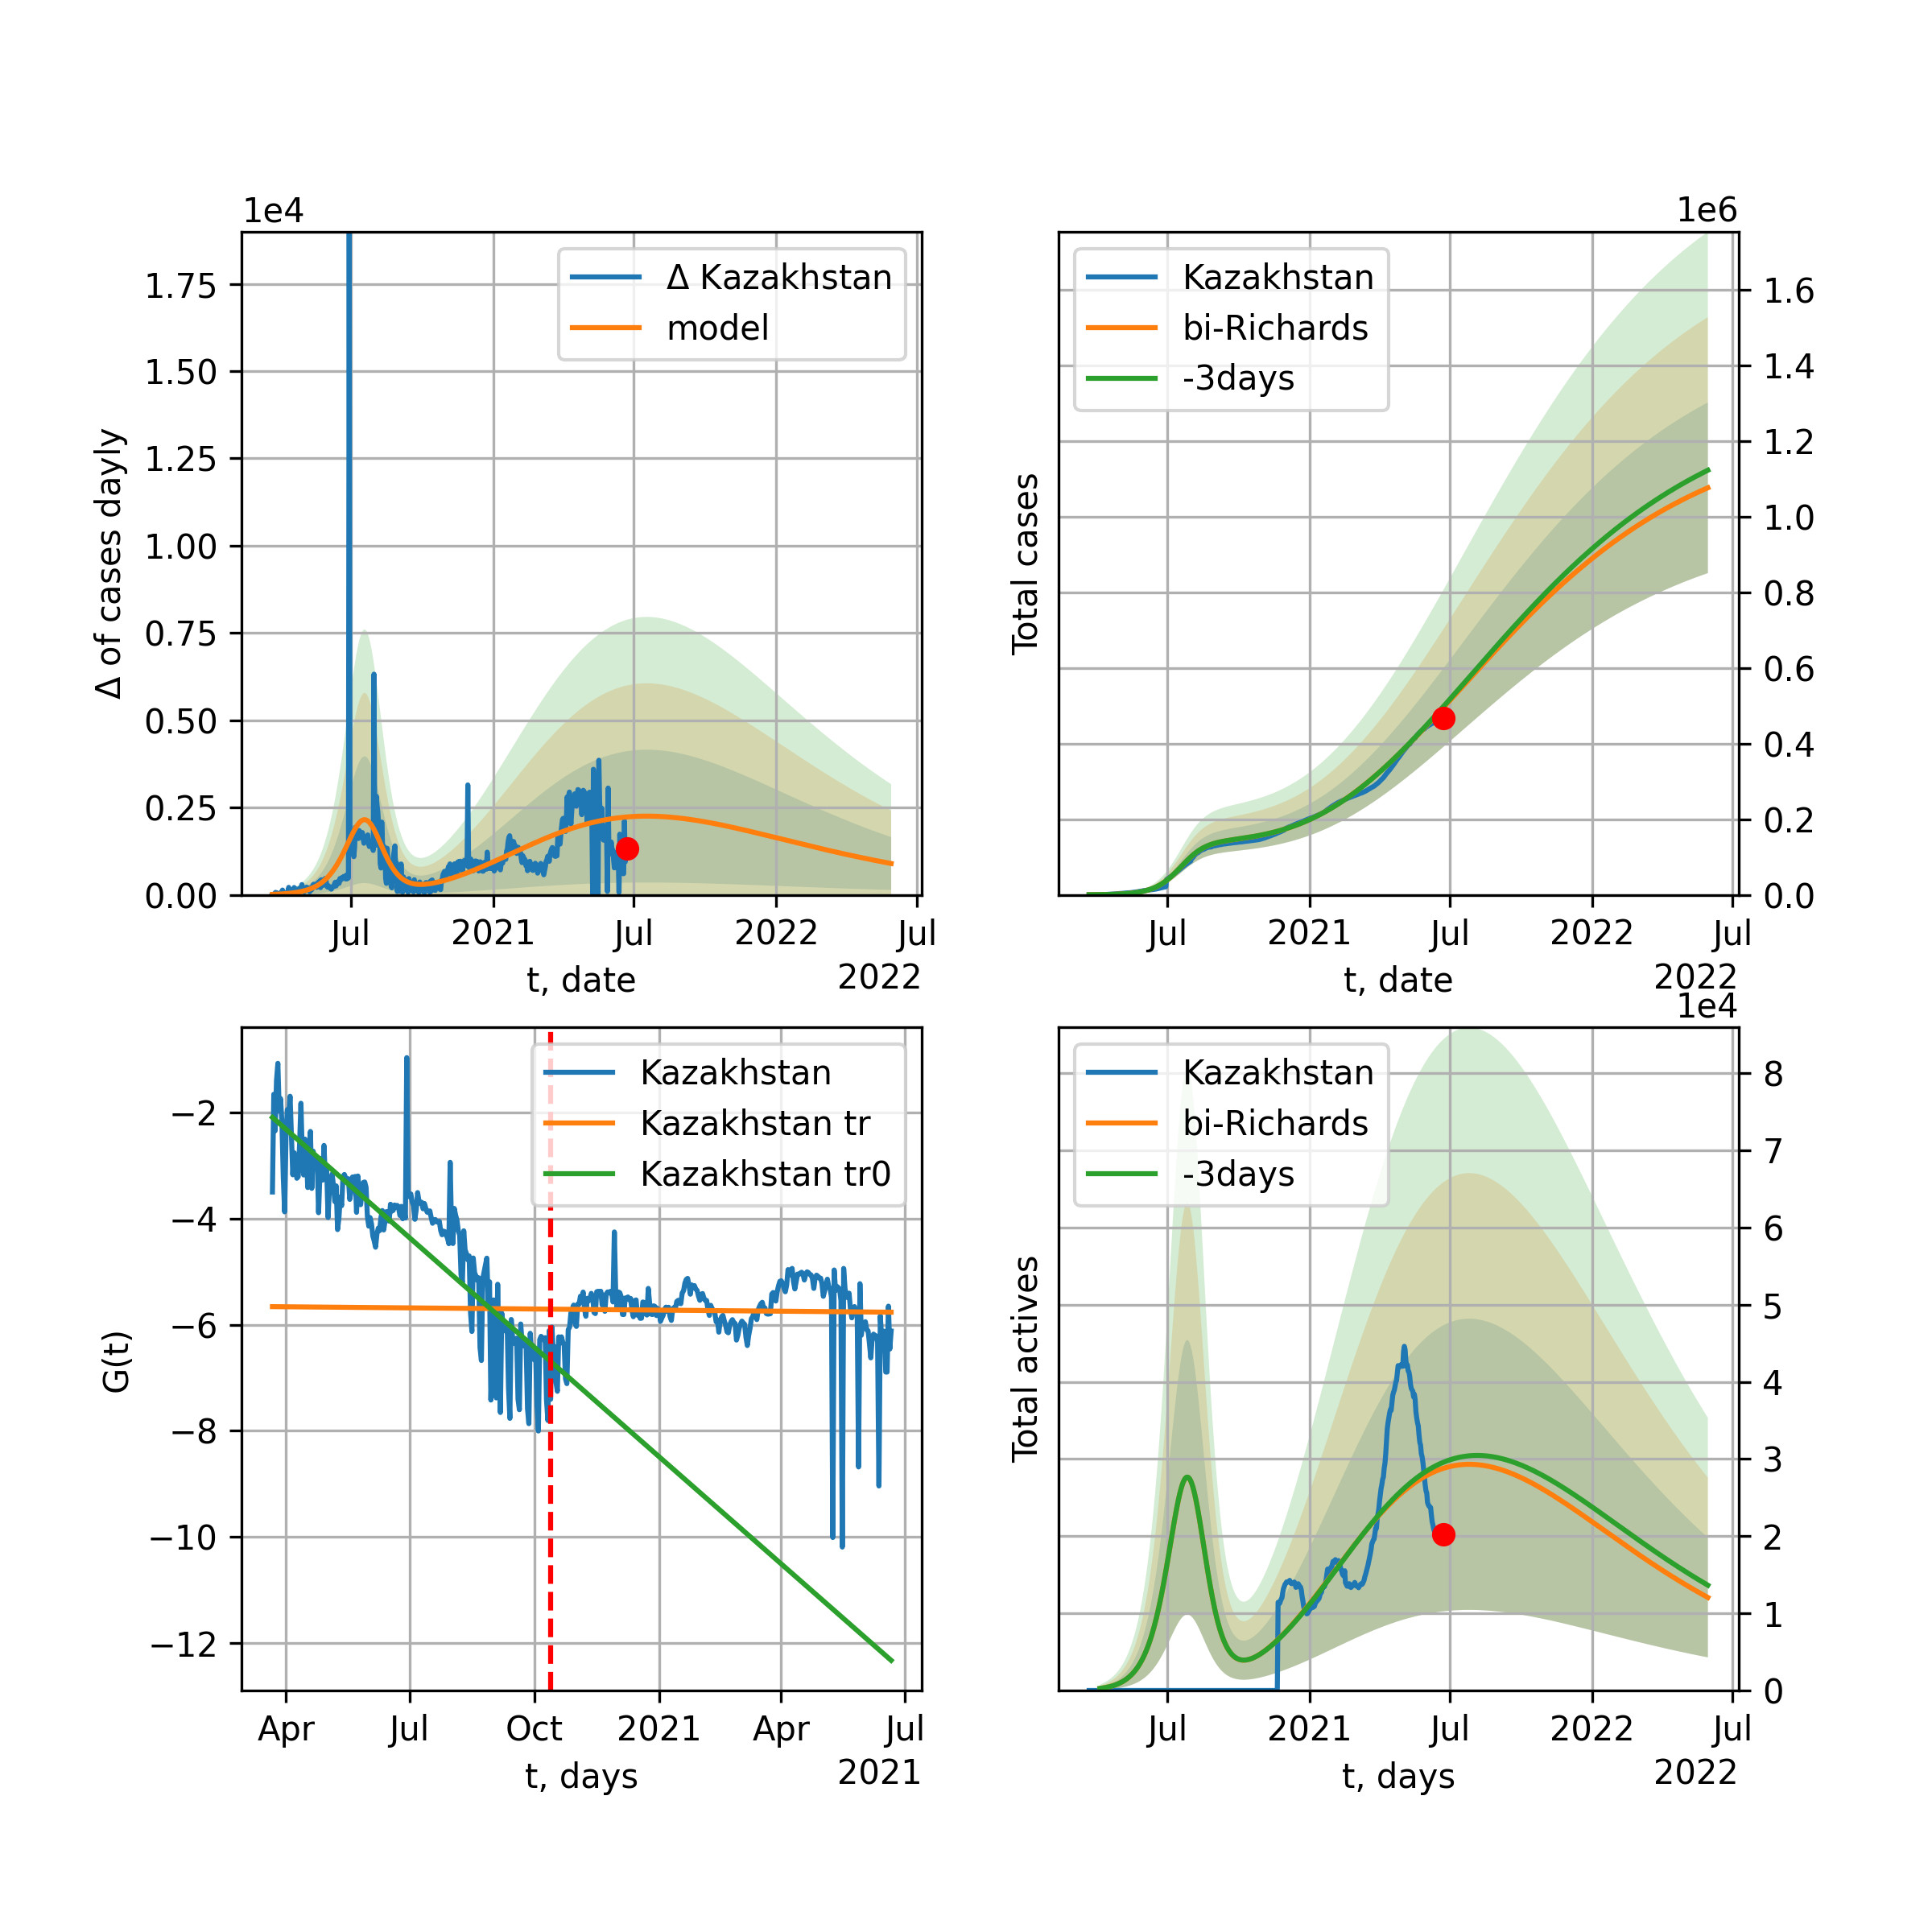 1e4
Δ of cases dayly
1.75
1.50
1.25
1.00
0.75
0.50
0.25
0.00
Δ Kazakhstan
model
Jul
2021
Jul
2022
Jul
2022
t, date
1e6
Total cases
Kazakhstan
bi-Richards
-3days
1.6
1.4
1.2
1.0
0.8
0.6
0.4
0.2
0.0
Jul
2021
Jul
2022
Jul
2022
t, date
G(t)
−2
−4
−6
−8
−10
−12
Kazakhstan
Kazakhstan tr
Kazakhstan tr0
Apr
Jul
Oct
2021
Apr
Jul
2021
t, days
1e4
Total actives
Kazakhstan
bi-Richards
-3days
8
7
6
5
4
3
2
1
0
Jul
2021
Jul
2022
Jul
2022
t, days